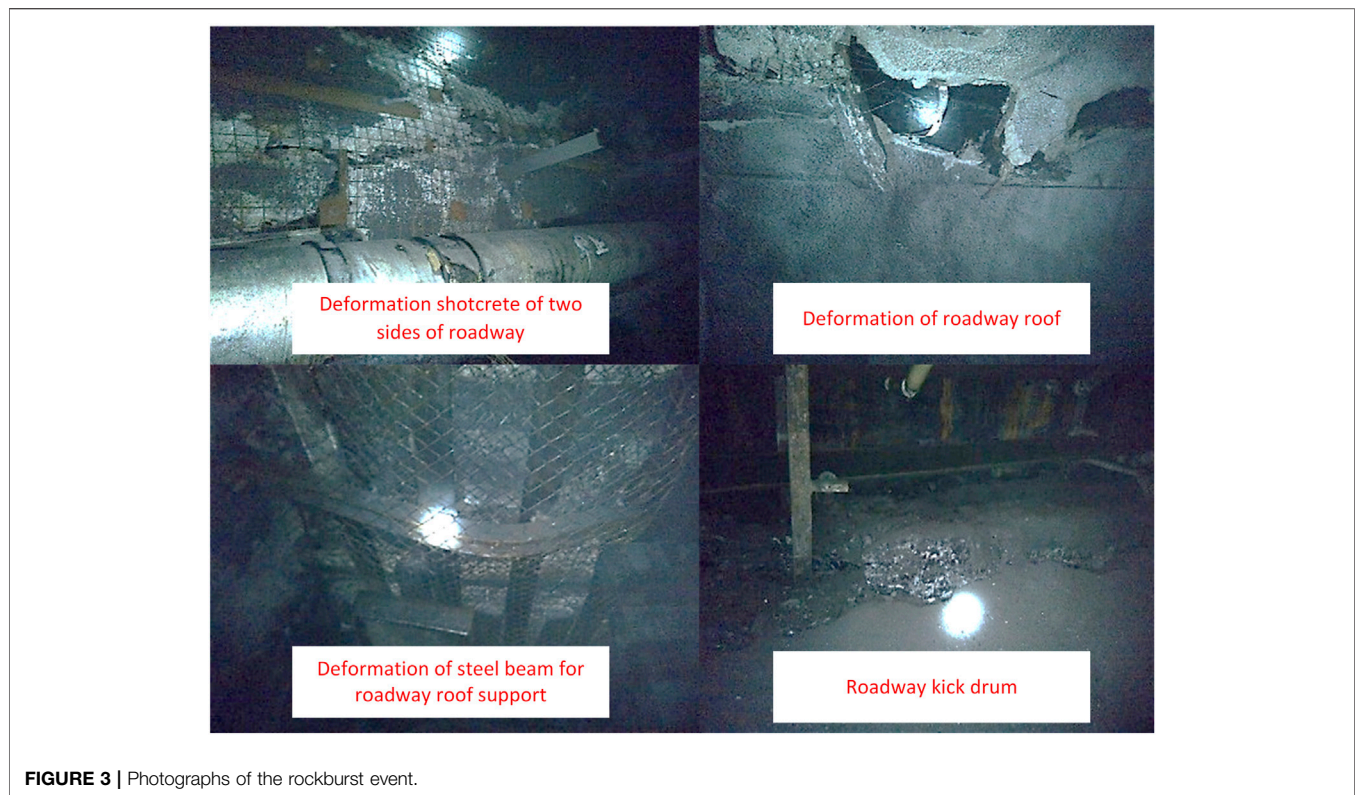 Deformation shotcrete of two
sides of roadway
Deformation of roadway roof
Deformation of steel beam for
roadway roof support
Roadway kick drum
FIGURE 3 | Photographs of the rockburst event.